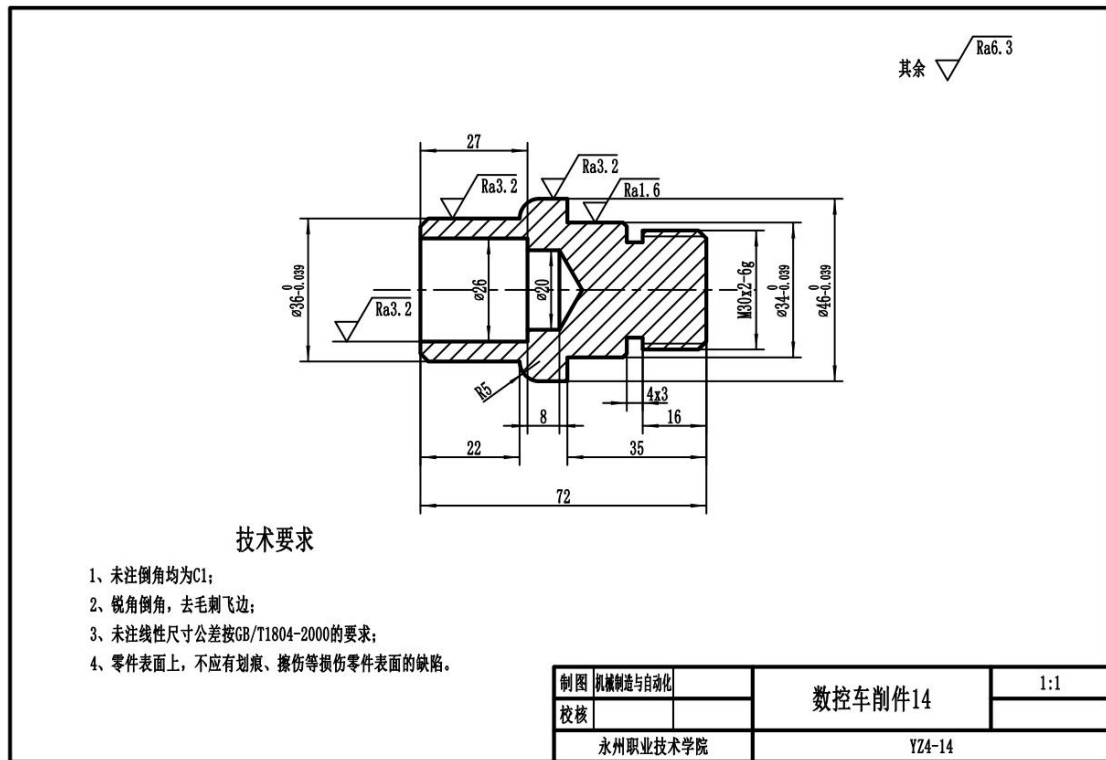 其余
Ra6.3
27
Ra3.2
Ra3.2
Ra1.6
ø36 0 -0.039
ø26
ø20
M30x2-6g
ø34 0 -0.039
ø46 0 -0.039
Ra3.2
R5
8
4x3
16
22
35
72
技术要求
1、未注倒角均为C1;
2、锐角倒角，去毛刺飞边;
3、未注线性尺寸公差按GB/T1804-2000的要求;
4、零件表面上，不应有划痕、擦伤等损伤零件表面的缺陷。
制图 机械制造与自动化
校核
数控车削件14
1:1
永州职业技术学院
YZ4-14